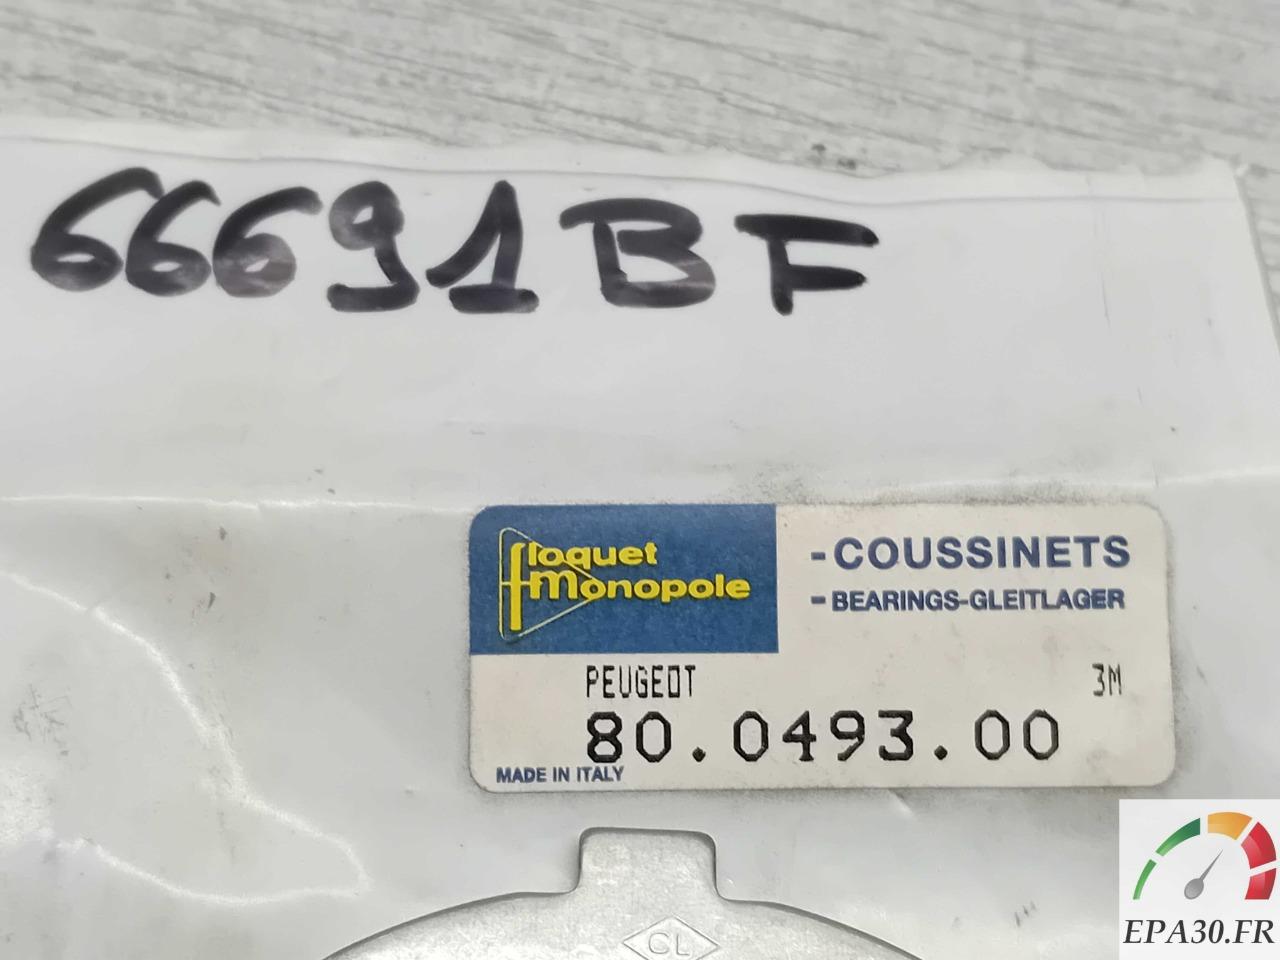 66691BF
floquet
monopole
-COUSSINETS
-BEARINGS-GLEITLAGER
PEUGEOT 3M
80.0493.00
MADE IN ITALY
CL
EPA30.FR